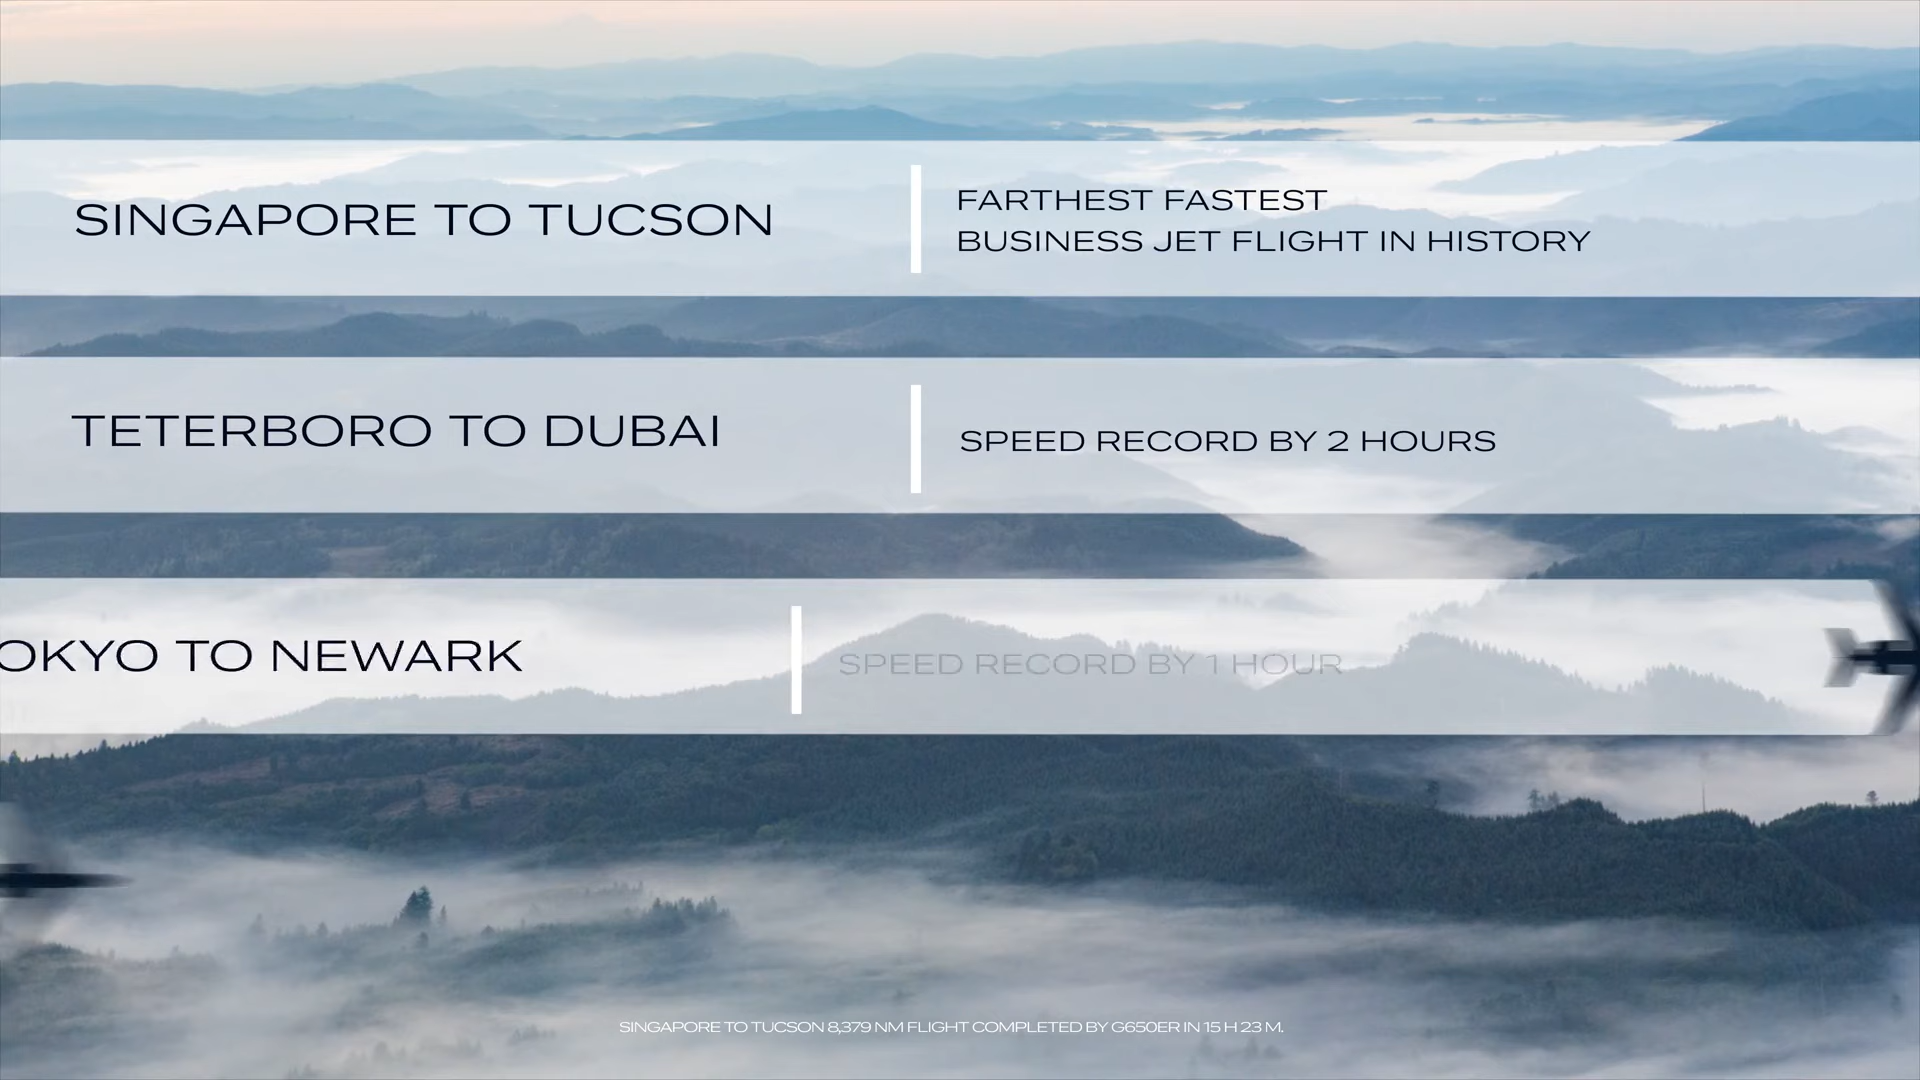 SINGAPORE TO TUCSON
FARTHEST FASTEST
BUSINESS JET FLIGHT IN HISTORY
TETERBORO TO DUBAI
SPEED RECORD BY 2 HOURS
OKYO TO NEWARK
SPEED RECORD BY 1 HOUR
SINGAPORE TO TUCSON 8,379 NM FLIGHT COMPLETED BY G650ER IN 15 H 23 M.